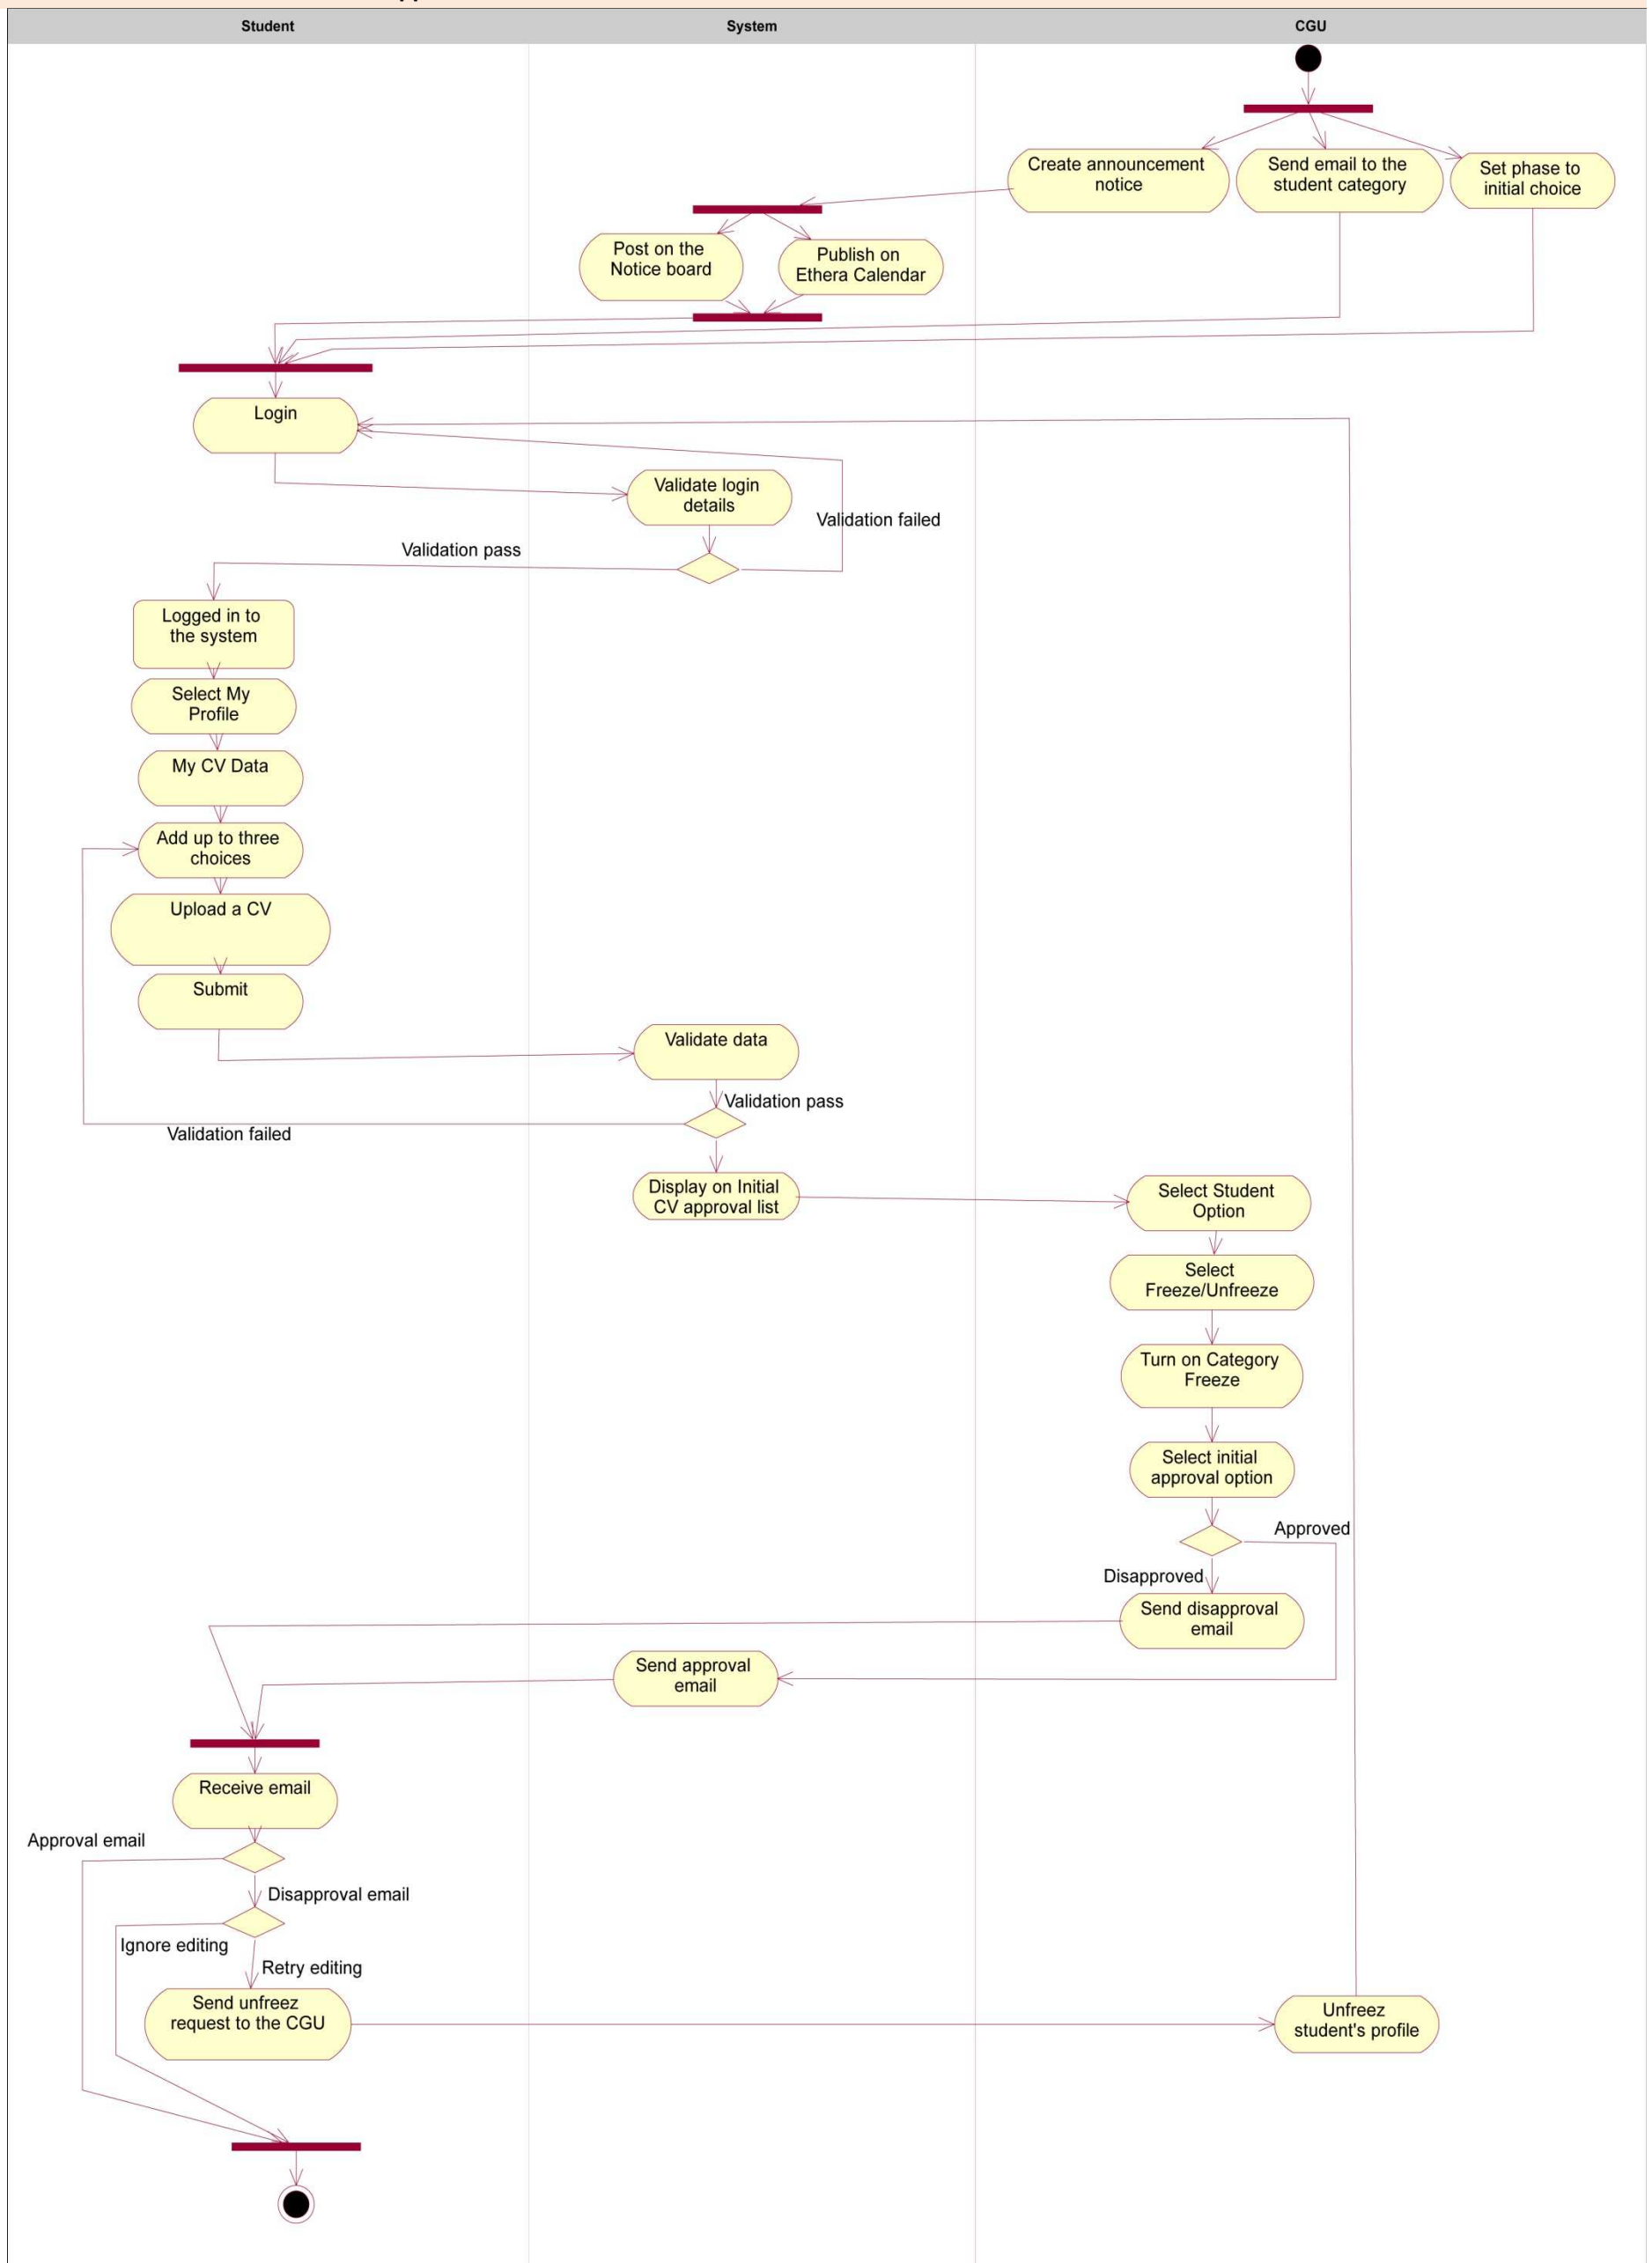 Student
System
CGU
Create announcement
notice
Send email to the
student category
Set phase to
initial choice
Post on the
Notice board
Publish on
Ethera Calendar
Login
Validate login
details
Validation failed
Validation pass
Logged in to
the system
Select My
Profile
My CV Data
Add up to three
choices
Upload a CV
Submit
Validate data
Validation pass
Validation failed
Display on Initial
CV approval list
Select Student
Option
Select
Freeze/Unfreeze
Turn on Category
Freeze
Select initial
approval option
Approved
Disapproved
Send disapproval
email
Send approval
email
Receive email
Approval email
Disapproval email
Ignore editing
Retry editing
Send unfreez
request to the CGU
Unfreez
student's profile